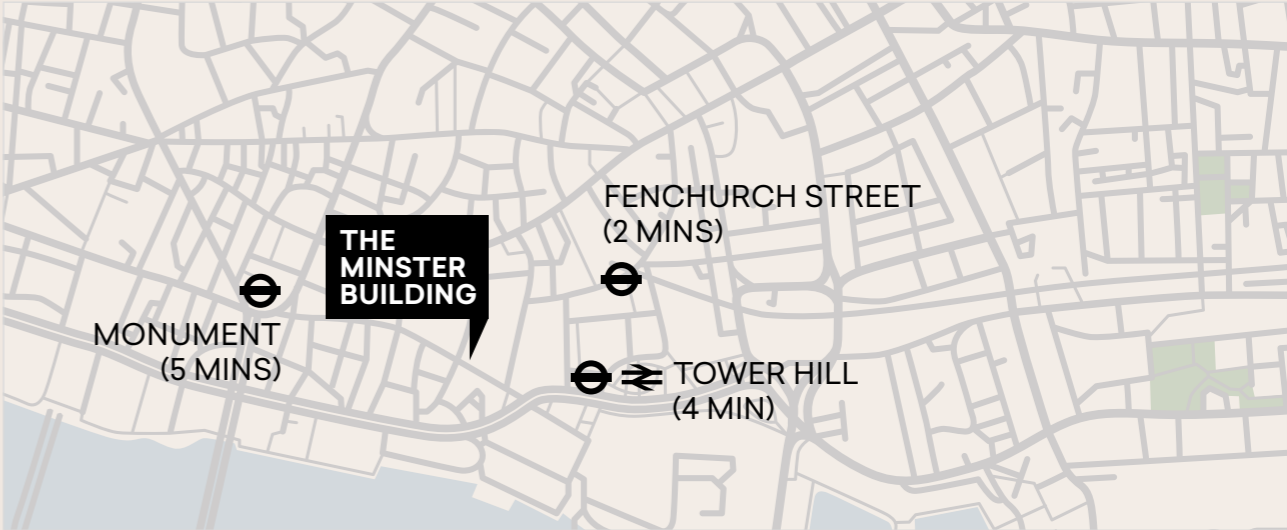 FENCHURCH STREET
(2 MINS)
THE
MINSTER
BUILDING
MONUMENT
(5 MINS)
TOWER HILL
(4 MIN)